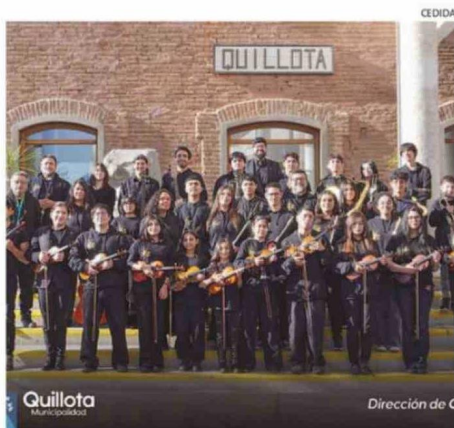 CEDIDA
QUILLOTA
Quillota
Municipalidad
Dirección de C